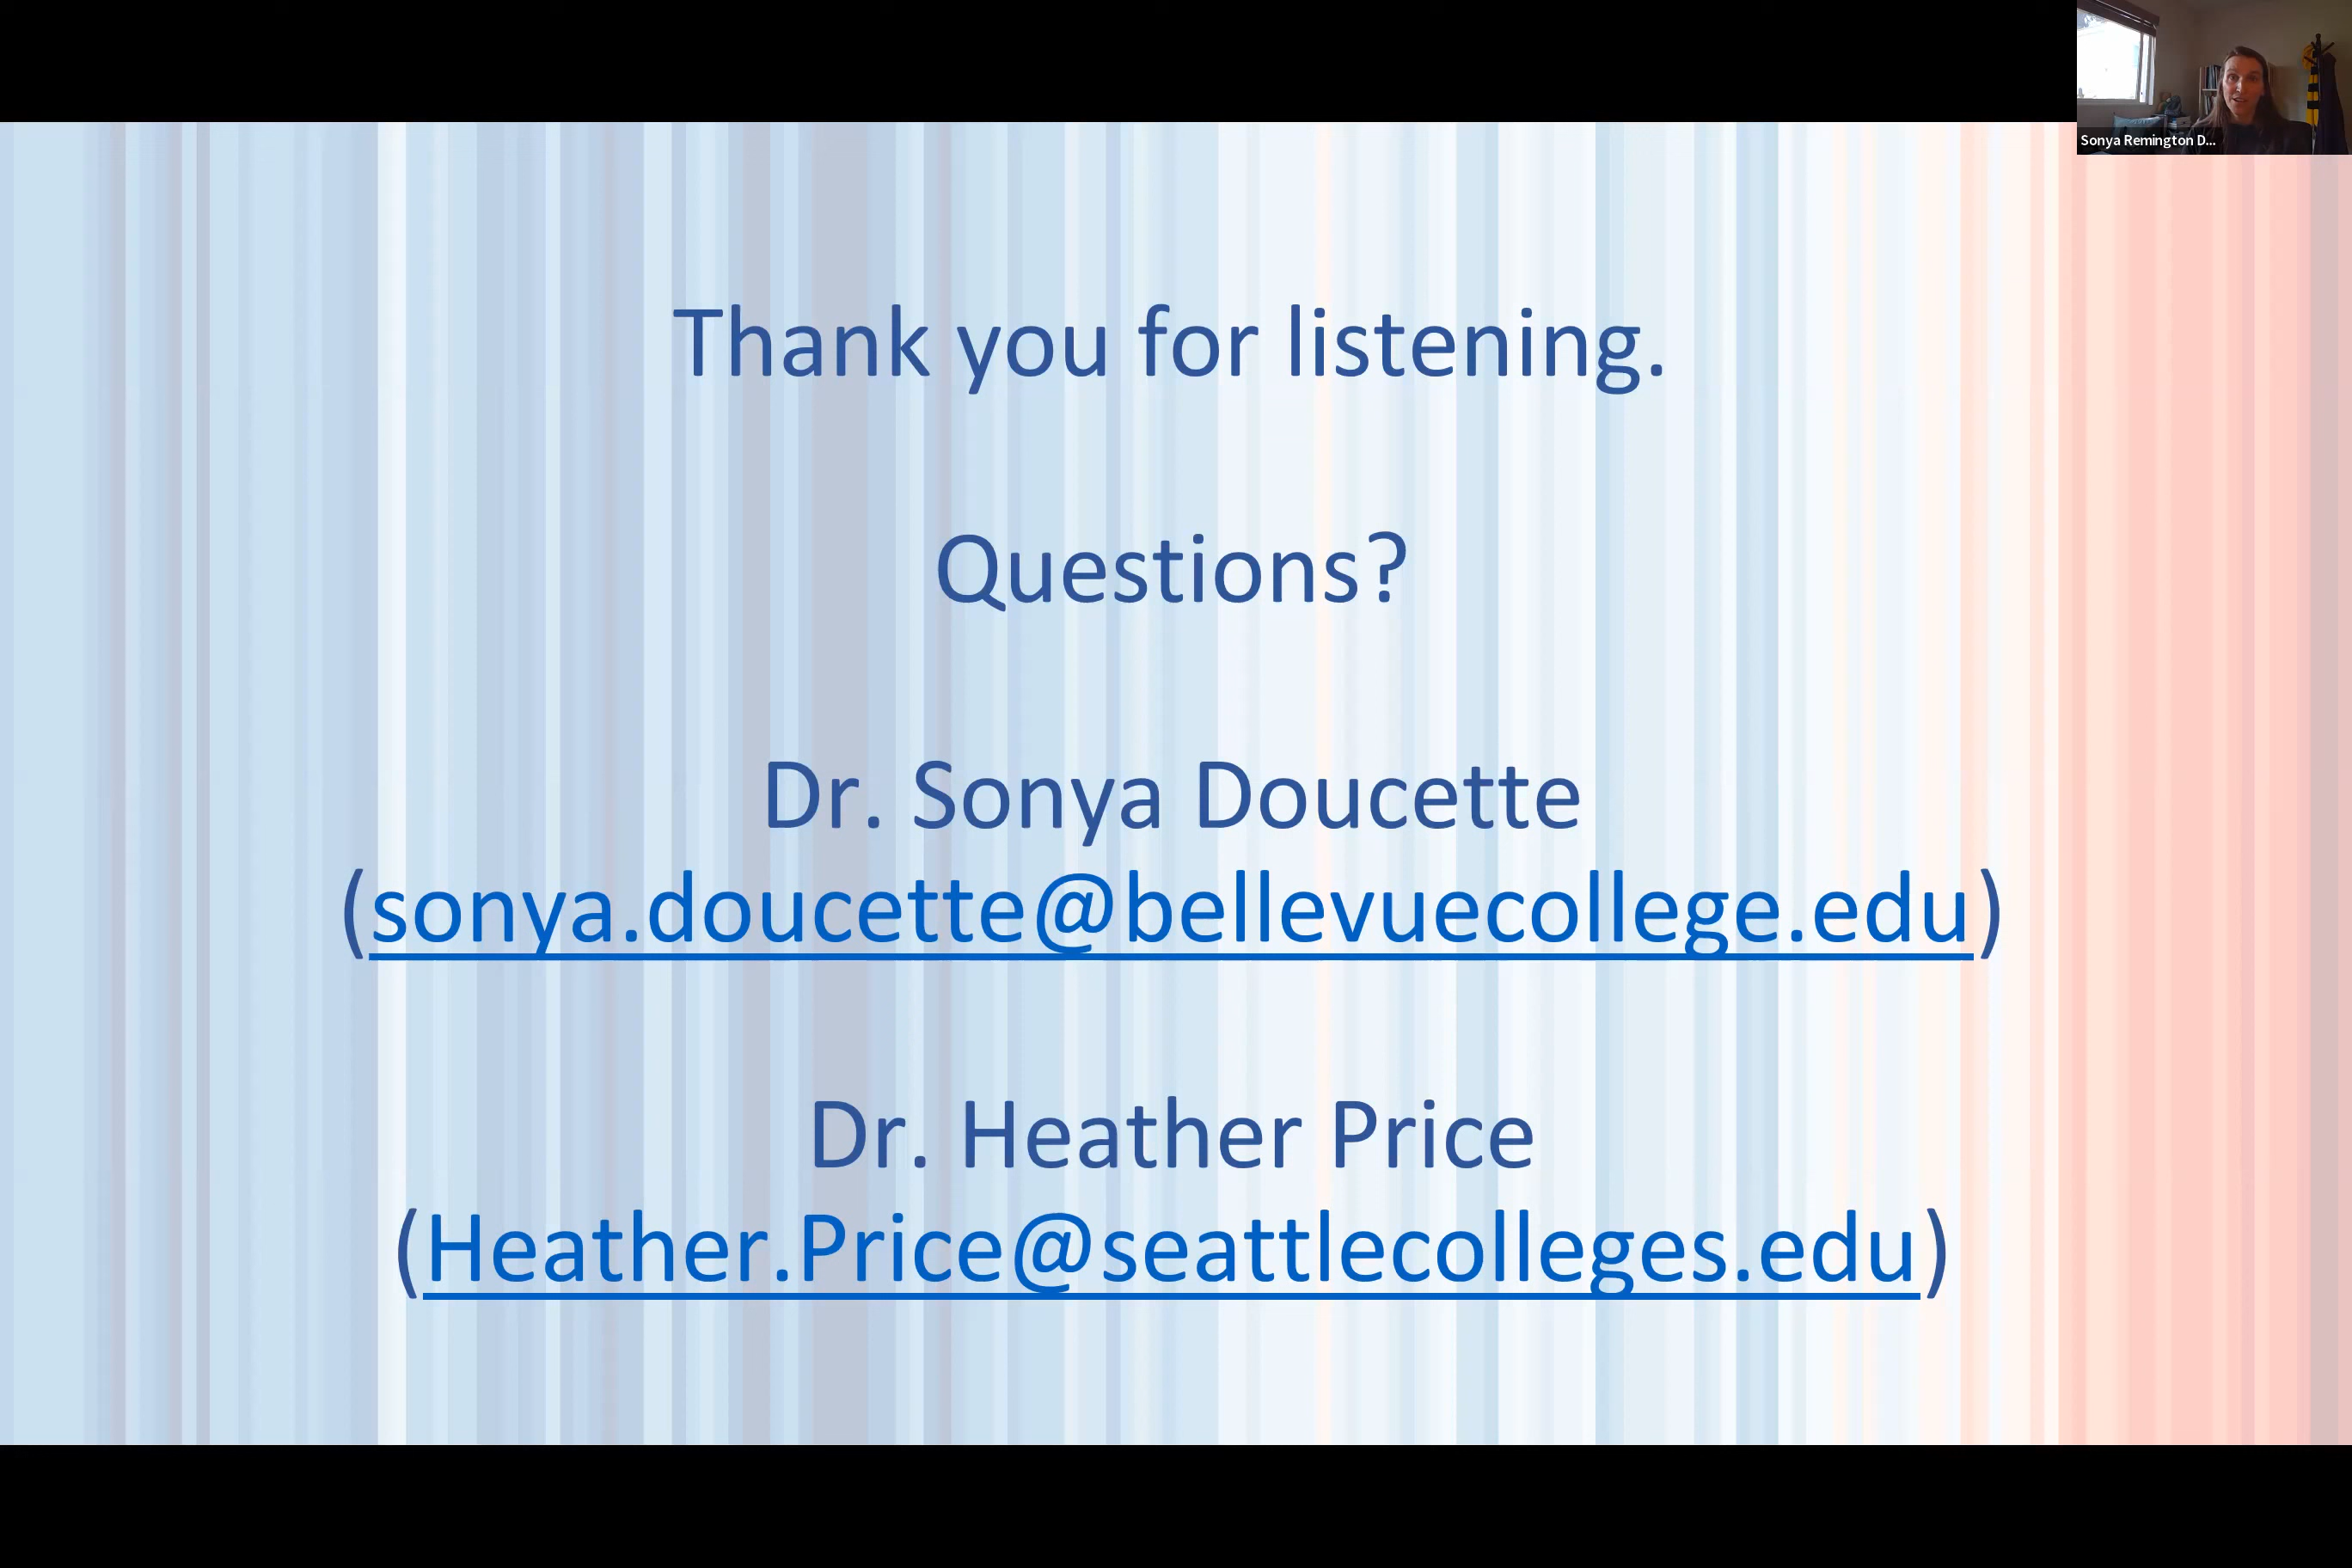 Sonya Remington D...
Thank you for listening.
Questions?
Dr. Sonya Doucette
(sonya.doucette@bellevuecollege.edu)
Dr. Heather Price
(Heather.Price@seattlecolleges.edu)